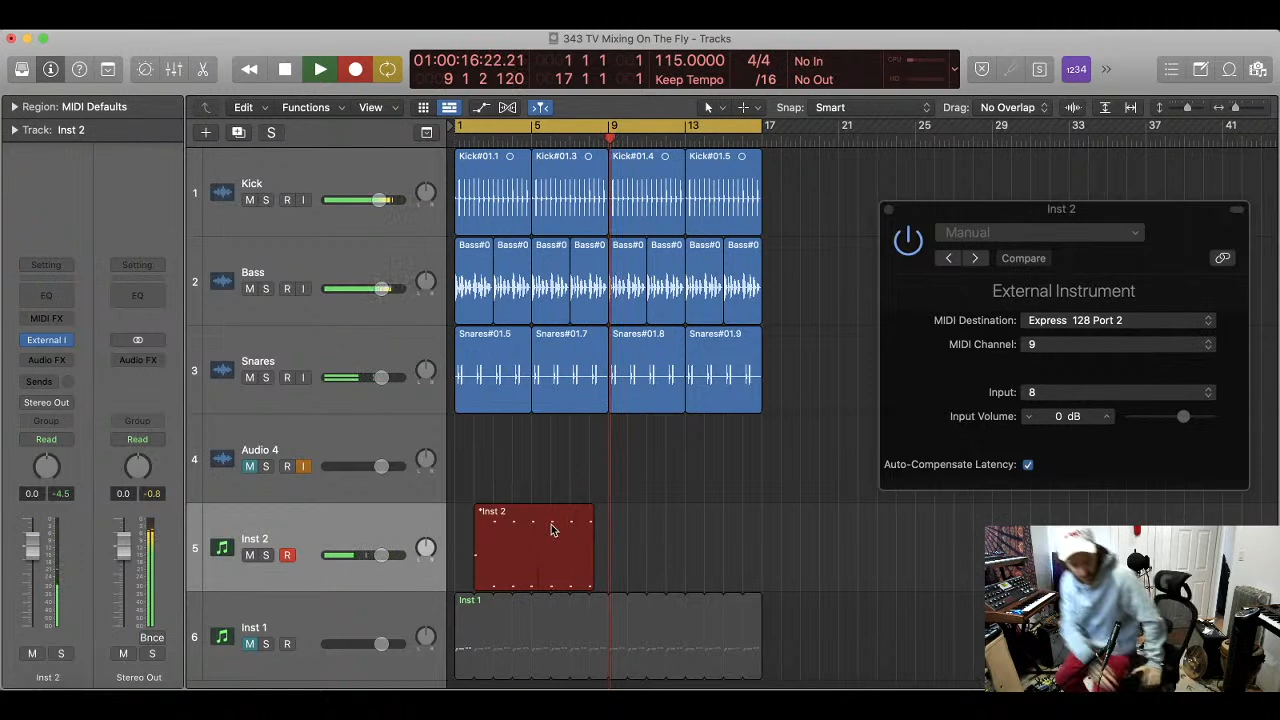 343 TV Mixing On The Fly - Tracks
01:00:16:22.21 1 1 1 1 115.0000 4/4 No In
9 1 2 120 17 1 1 1 Keep Tempo /16 No Out
CPU
HD
1234
Region: MIDI Defaults
Track: Inst 2
Edit Functions View Snap: Smart Drag: No Overlap
S
1 5 9 13 17 21 25 29 33 37 41
1 Kick
M S R I
Kick#01.1 Kick#01.3 Kick#01.4 Kick#01.5
2 Bass
M S R I
Bass#0 Bass#0 Bass#0 Bass#0 Bass#0 Bass#0 Bass#0 Bass#0
3 Snares
M S R I
Snares#01.5 Snares#01.7 Snares#01.8 Snares#01.9
4 Audio 4
M S R I
5 Inst 2
M S R
*Inst 2
6 Inst 1
M S R
Inst 1
Setting Setting
EQ EQ
MIDI FX
External I
Audio FX Audio FX
Sends
Stereo Out
Group Group
Read Read
0.0 -4.5 0.0 -0.8
Bnce
M S M S
Inst 2 Stereo Out
Inst 2
Manual
Compare
External Instrument
MIDI Destination: Express 128 Port 2
MIDI Channel: 9
Input: 8
Input Volume: 0 dB
Auto-Compensate Latency: